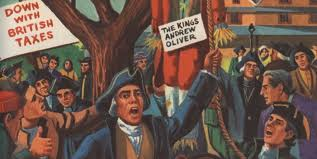 DOWN
WITH
BRITISH
TAXES
THE KINGS
ANDREW
OLIVER